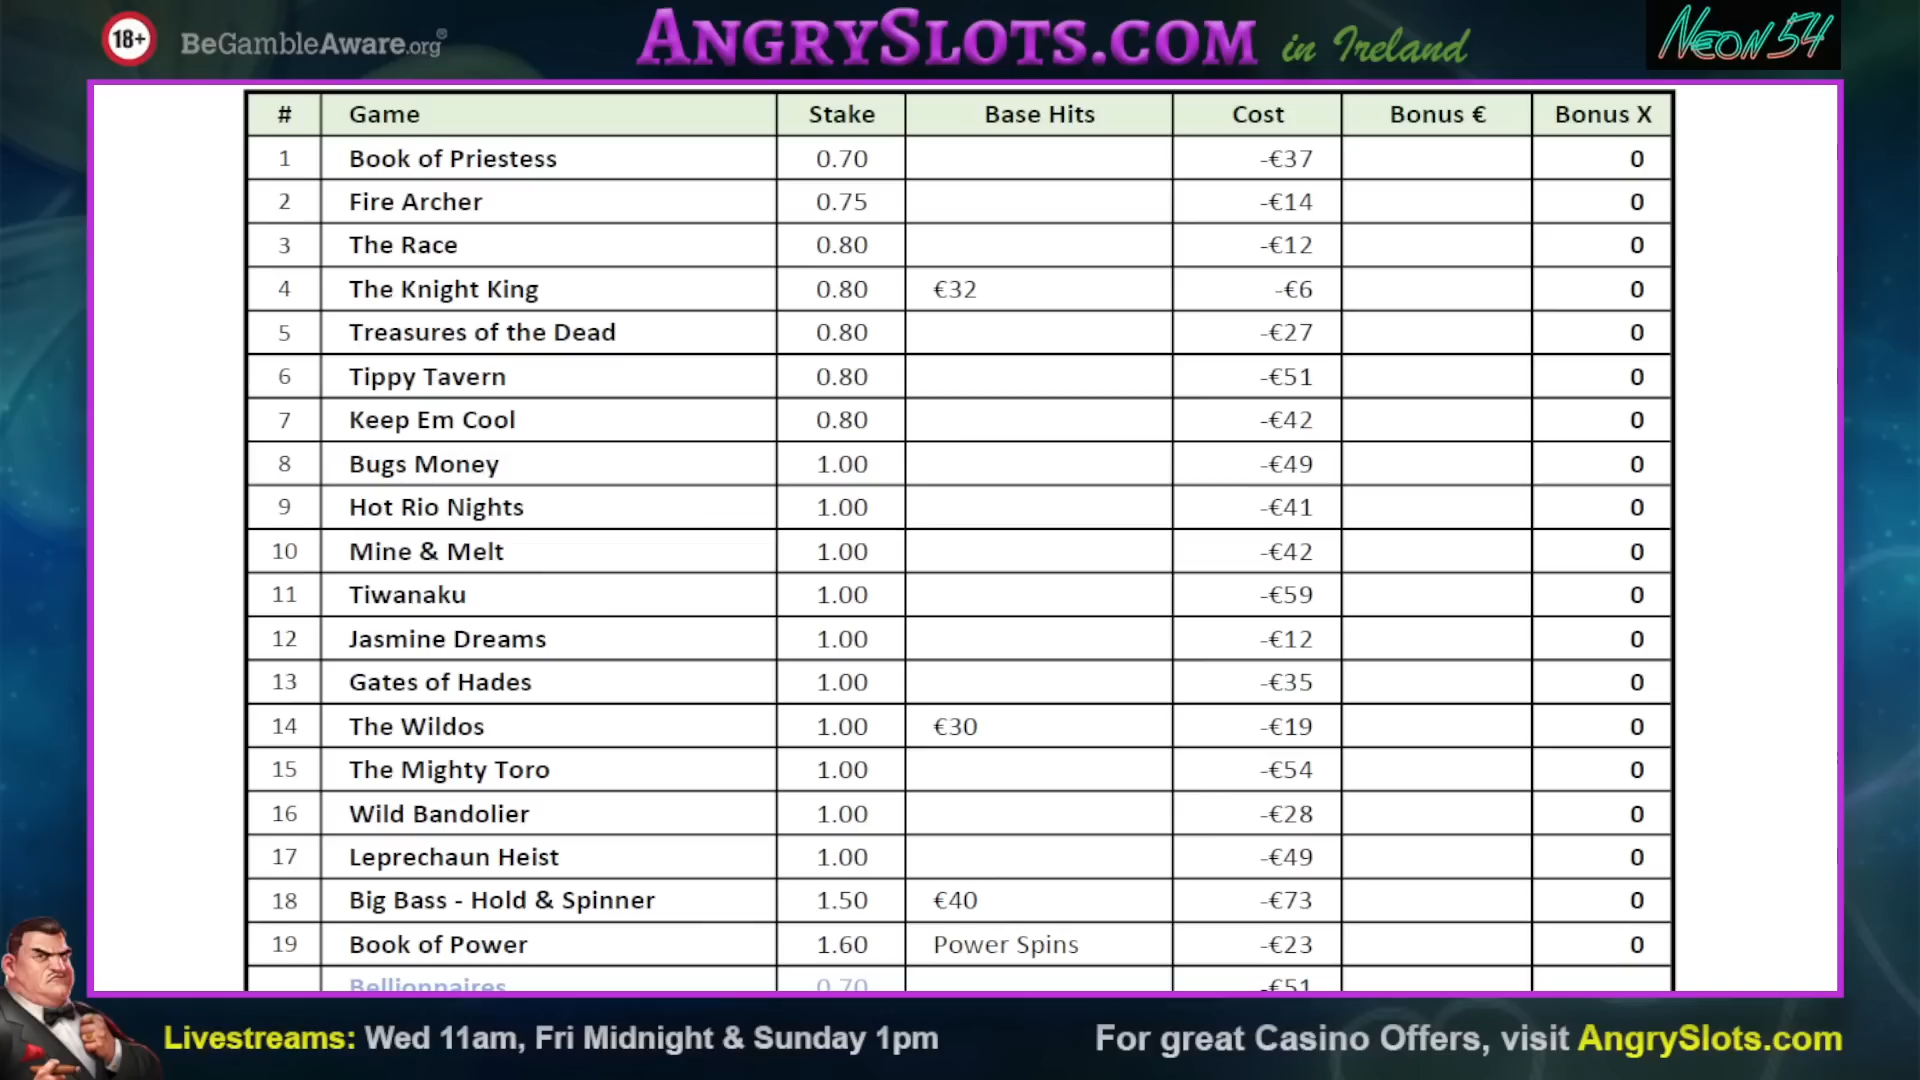 18+ BeGambleAware.org® ANGRYSLOTS.COM in Ireland NEON54
# Game Stake Base Hits Cost Bonus € Bonus X
1 Book of Priestess 0.70 -€37 0
2 Fire Archer 0.75 -€14 0
3 The Race 0.80 -€12 0
4 The Knight King 0.80 €32 -€6 0
5 Treasures of the Dead 0.80 -€27 0
6 Tippy Tavern 0.80 -€51 0
7 Keep Em Cool 0.80 -€42 0
8 Bugs Money 1.00 -€49 0
9 Hot Rio Nights 1.00 -€41 0
10 Mine & Melt 1.00 -€42 0
11 Tiwanaku 1.00 -€59 0
12 Jasmine Dreams 1.00 -€12 0
13 Gates of Hades 1.00 -€35 0
14 The Wildos 1.00 €30 -€19 0
15 The Mighty Toro 1.00 -€54 0
16 Wild Bandolier 1.00 -€28 0
17 Leprechaun Heist 1.00 -€49 0
18 Big Bass - Hold & Spinner 1.50 €40 -€73 0
19 Book of Power 1.60 Power Spins -€23 0
Bellionnaires 0.70 -€51
Livestreams: Wed 11am, Fri Midnight & Sunday 1pm For great Casino Offers, visit AngrySlots.com